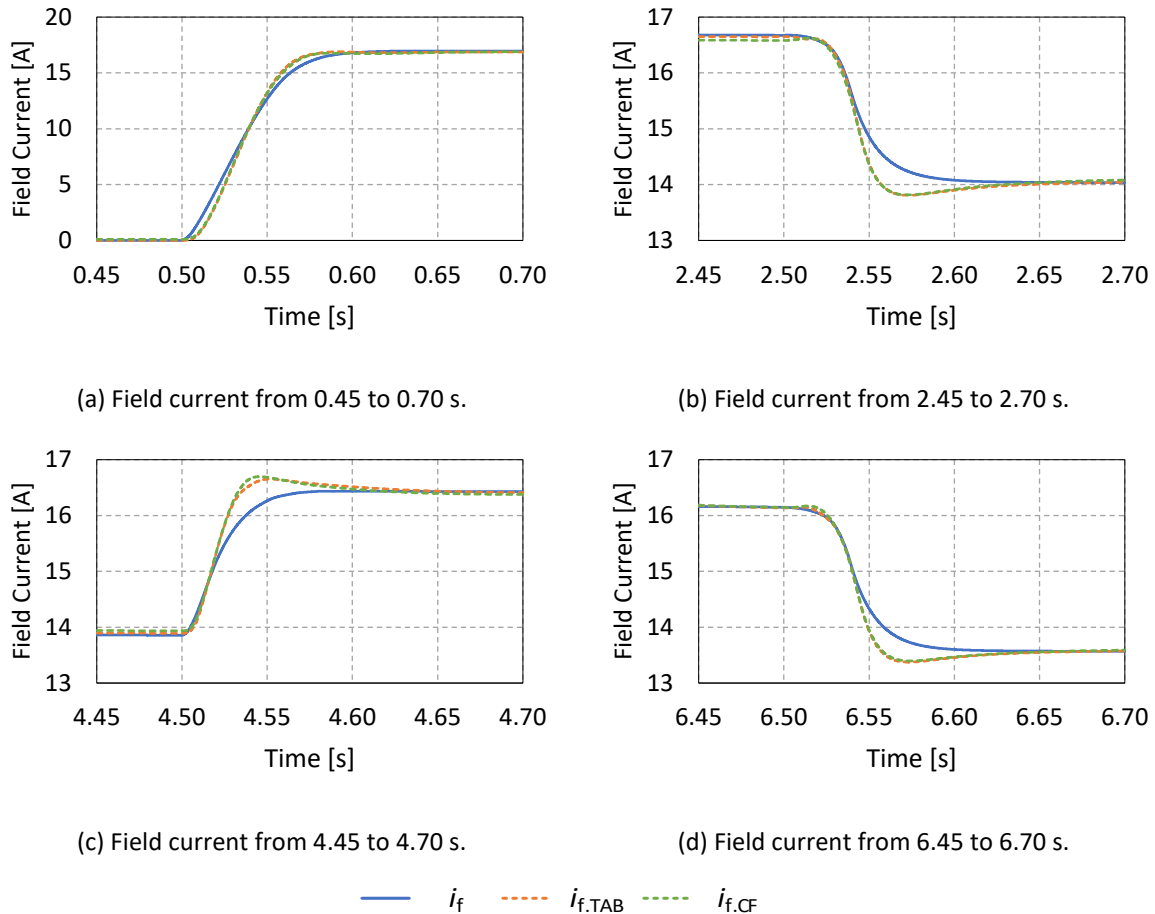 Field Current [A]
20
15
10
5
0
0.45 0.50 0.55 0.60 0.65 0.70
Time [s]
(a) Field current from 0.45 to 0.70 s.
Field Current [A]
17
16
15
14
13
2.45 2.50 2.55 2.60 2.65 2.70
Time [s]
(b) Field current from 2.45 to 2.70 s.
Field Current [A]
17
16
15
14
13
4.45 4.50 4.55 4.60 4.65 4.70
Time [s]
(c) Field current from 4.45 to 4.70 s.
Field Current [A]
17
16
15
14
13
6.45 6.50 6.55 6.60 6.65 6.70
Time [s]
(d) Field current from 6.45 to 6.70 s.
i_f i_f.TAB i_f.CF